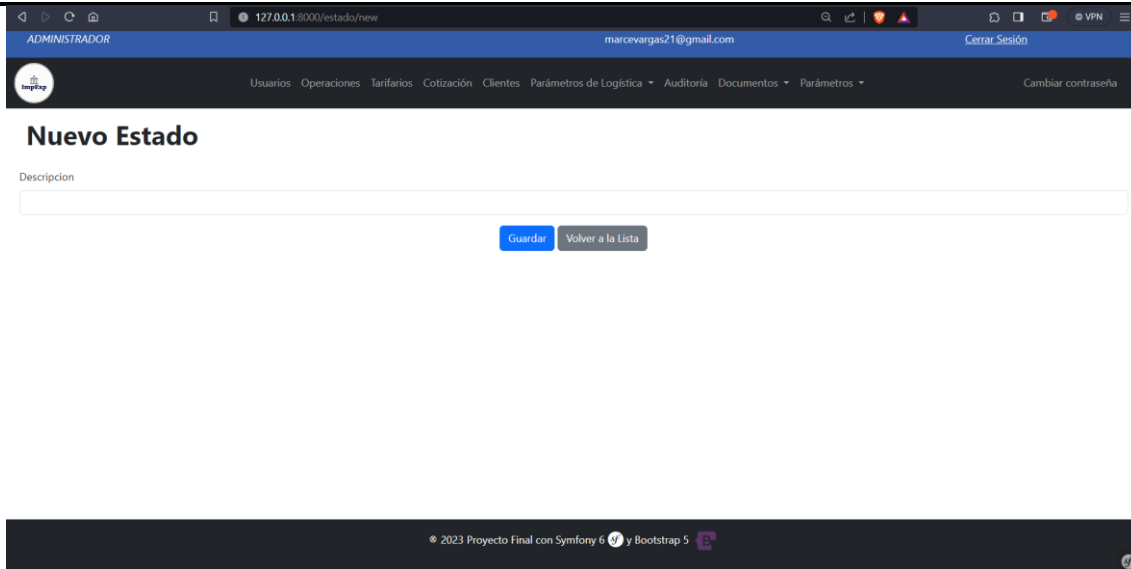 127.0.0.1:8000/estado/new VPN
ADMINISTRADOR marcevargas21@gmail.com Cerrar Sesión
ImpExp Usuarios Operaciones Tarifarios Cotización Clientes Parámetros de Logística Auditoría Documentos Parámetros Cambiar contraseña
Nuevo Estado
Descripcion
Guardar Volver a la Lista
® 2023 Proyecto Final con Symfony 6 sf y Bootstrap 5 B
sf